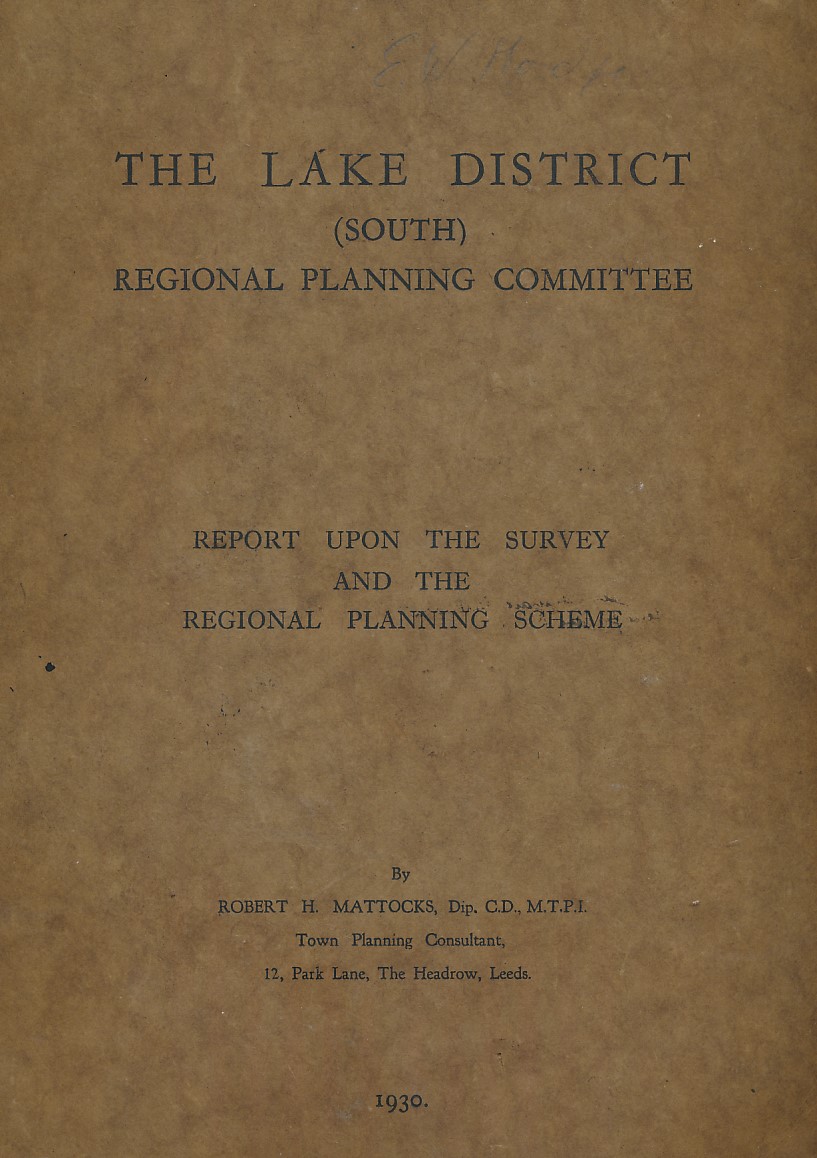 THE LAKE DISTRICT
(SOUTH)
REGIONAL PLANNING COMMITTEE
REPORT UPON THE SURVEY
AND THE
REGIONAL PLANNING SCHEME
By
ROBERT H. MATTOCKS, Dip. C.D., M.T.P.I.
Town Planning Consultant,
12, Park Lane, The Headrow, Leeds.
1930.